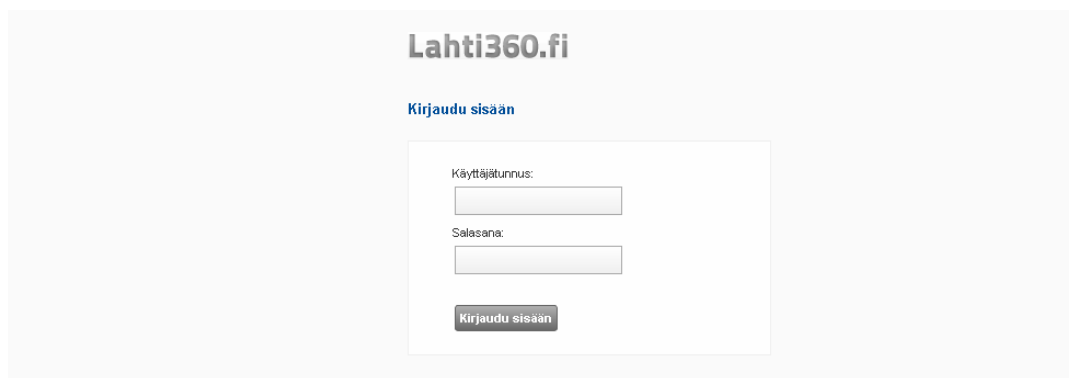 Lahti360.fi
Kirjaudu sisään
Käyttäjätunnus:
Salasana:
Kirjaudu sisään